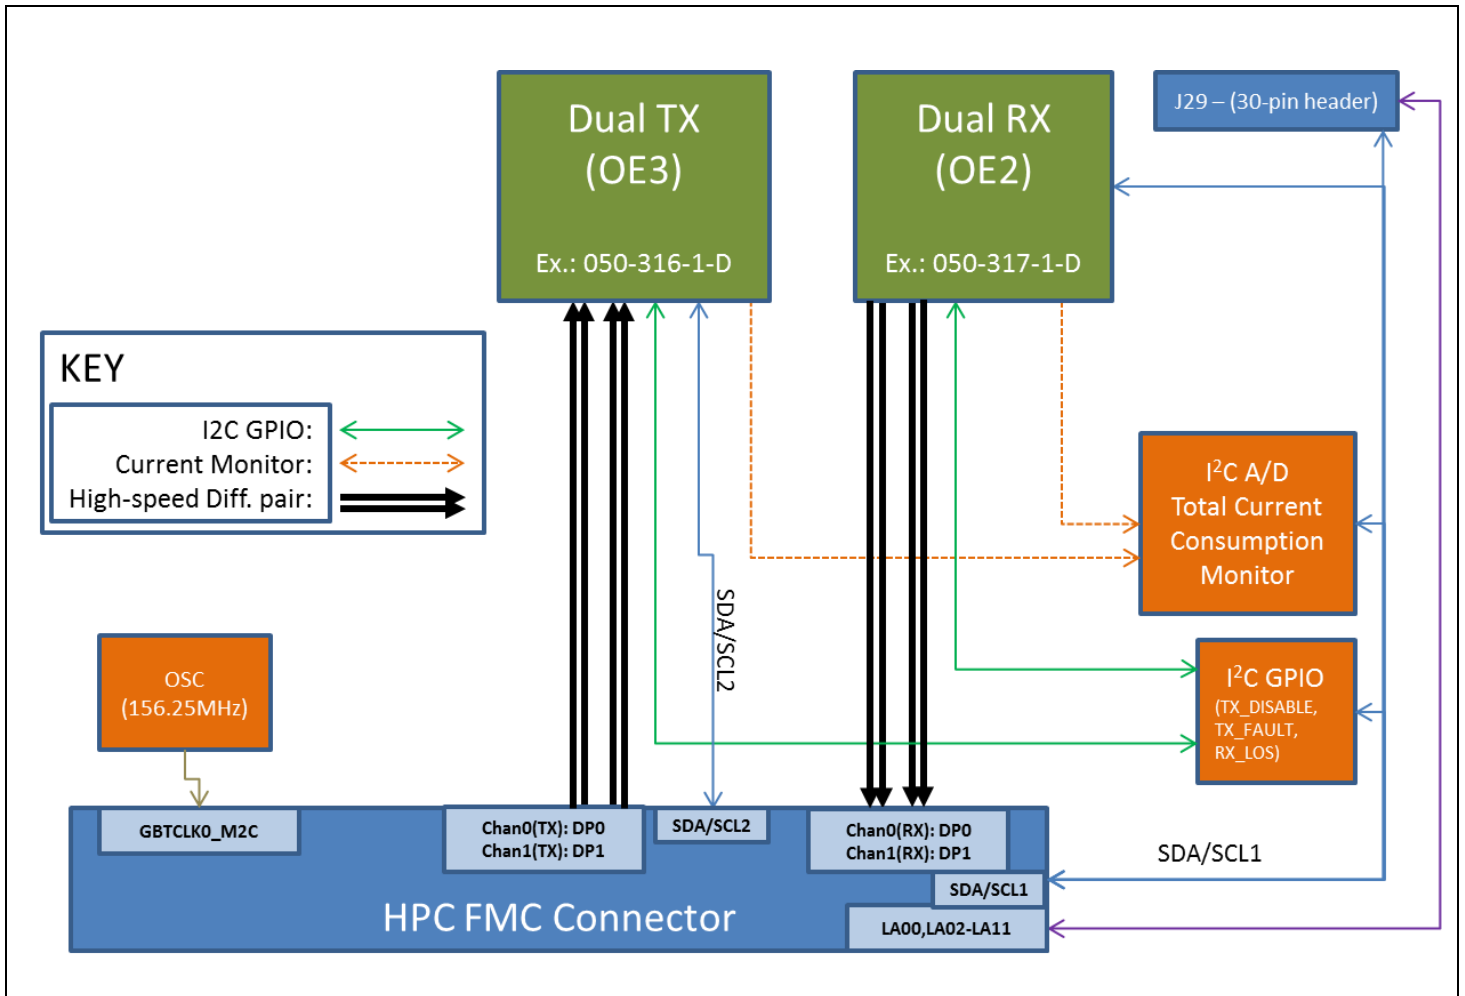 Dual TX
(OE3)
Ex.: 050-316-1-D
Dual RX
(OE2)
Ex.: 050-317-1-D
J29 – (30-pin header)
KEY
I2C GPIO:
Current Monitor:
High-speed Diff. pair:
I²C A/D
Total Current
Consumption
Monitor
SDA/SCL2
OSC
(156.25MHz)
I²C GPIO
(TX_DISABLE,
TX_FAULT,
RX_LOS)
GBTCLK0_M2C
Chan0(TX): DP0
Chan1(TX): DP1
SDA/SCL2
Chan0(RX): DP0
Chan1(RX): DP1
SDA/SCL1
SDA/SCL1
HPC FMC Connector
LA00,LA02-LA11